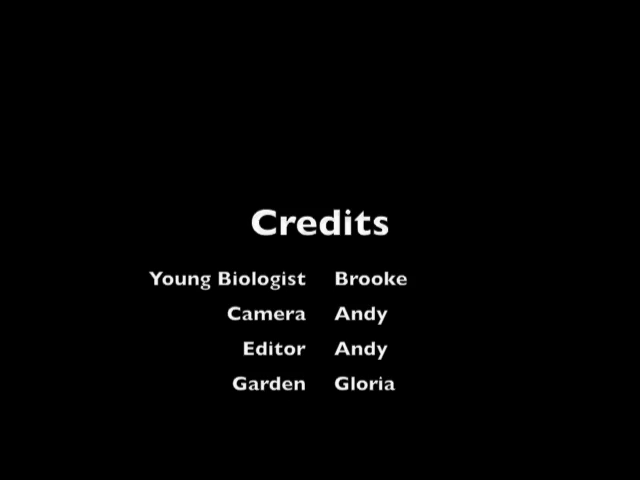 Credits
Young Biologist Brooke
Camera Andy
Editor Andy
Garden Gloria